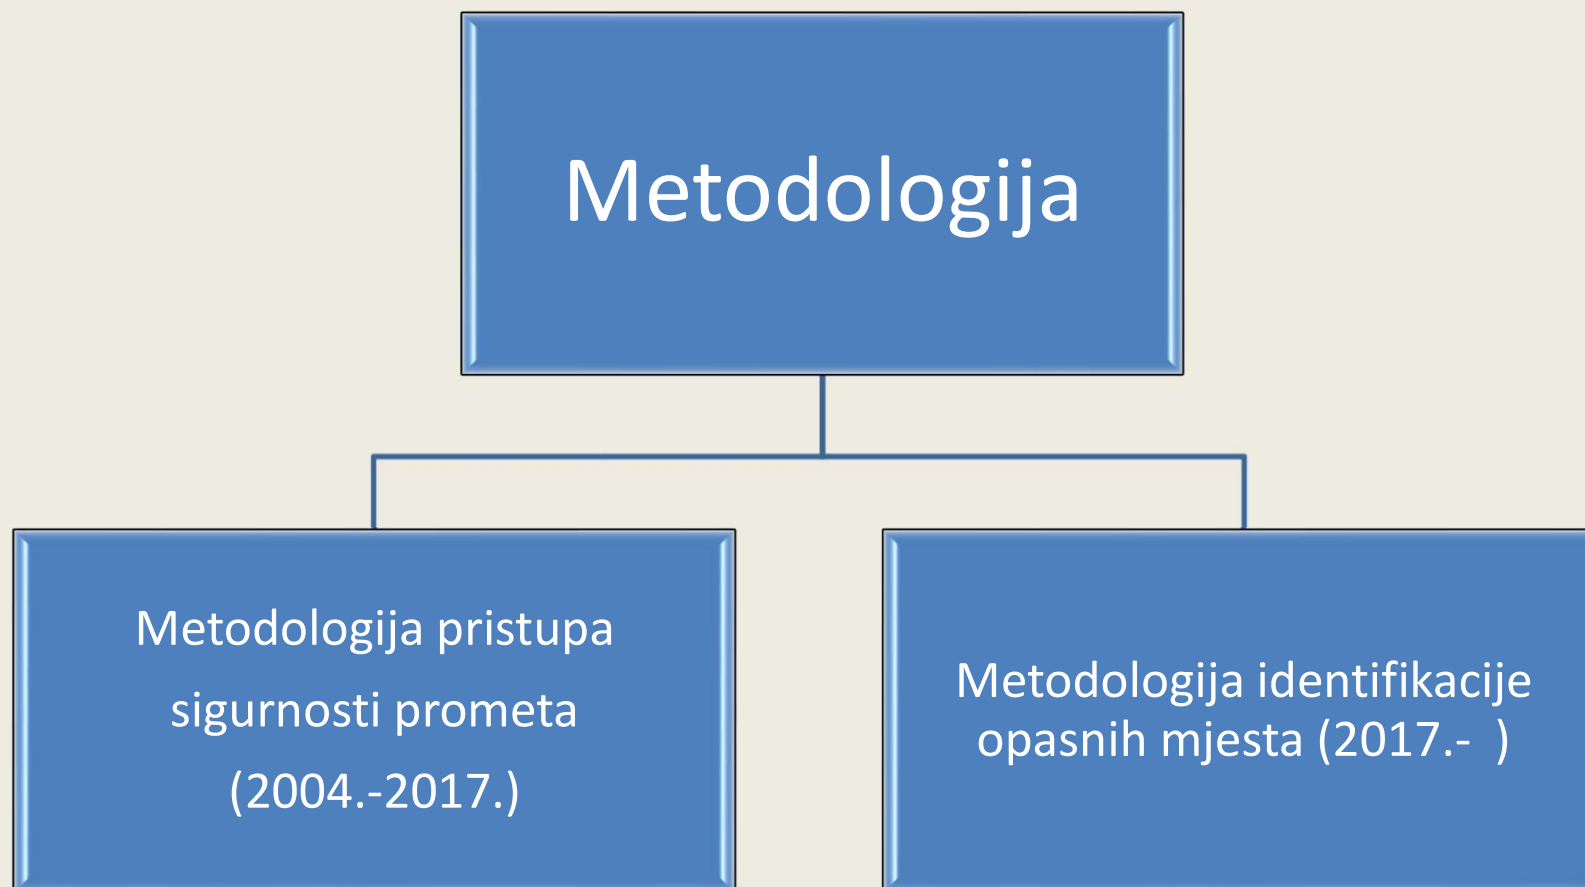 Metodologija
Metodologija pristupa
sigurnosti prometa
(2004.-2017.)
Metodologija identifikacije
opasnih mjesta (2017.-  )